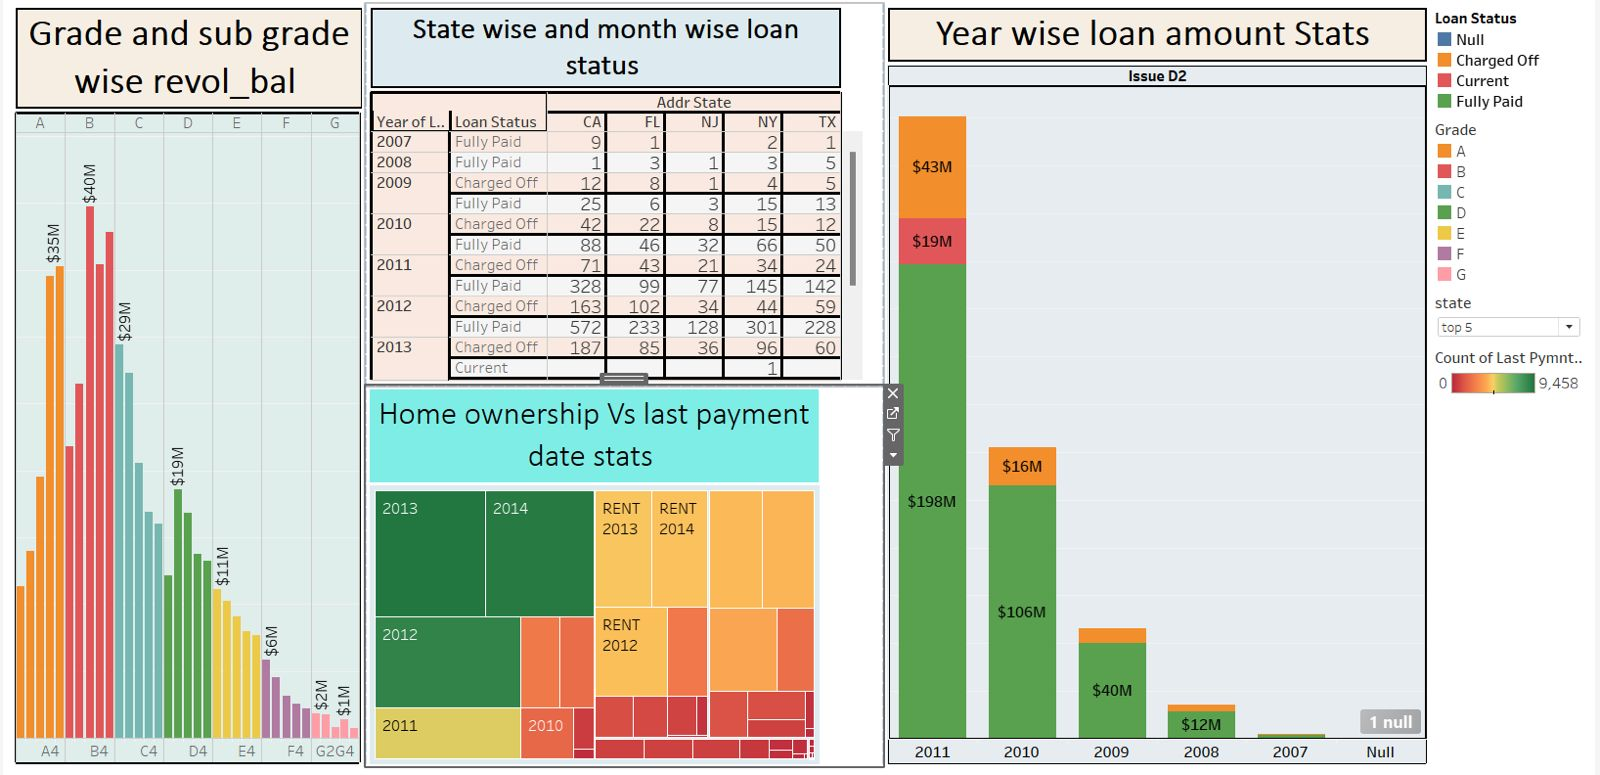 Grade and sub grade
wise revol_bal
A B C D E F G
$35M
$40M
$29M
$19M
$11M
$6M
$2M
$1M
A4 B4 C4 D4 E4 F4 G2G4
State wise and month wise loan
status
Addr State
Year of L.. Loan Status CA FL NJ NY TX
2007 Fully Paid 9 1 2 1
2008 Fully Paid 1 3 1 3 5
2009 Charged Off 12 8 1 4 5
Fully Paid 25 6 3 15 13
2010 Charged Off 42 22 8 15 12
Fully Paid 88 46 32 66 50
2011 Charged Off 71 43 21 34 24
Fully Paid 328 99 77 145 142
2012 Charged Off 163 102 34 44 59
Fully Paid 572 233 128 301 228
2013 Charged Off 187 85 36 96 60
Current 1
Home ownership Vs last payment
date stats
2013 2014
2012
2011 2010
RENT
2013
RENT
2014
RENT
2012
Year wise loan amount Stats
Issue D2
$43M
$19M
$198M
$16M
$106M
$40M
$12M
1 null
2011 2010 2009 2008 2007 Null
Loan Status
Null
Charged Off
Current
Fully Paid
Grade
A
B
C
D
E
F
G
state
top 5
Count of Last Pymnt..
0 9,458